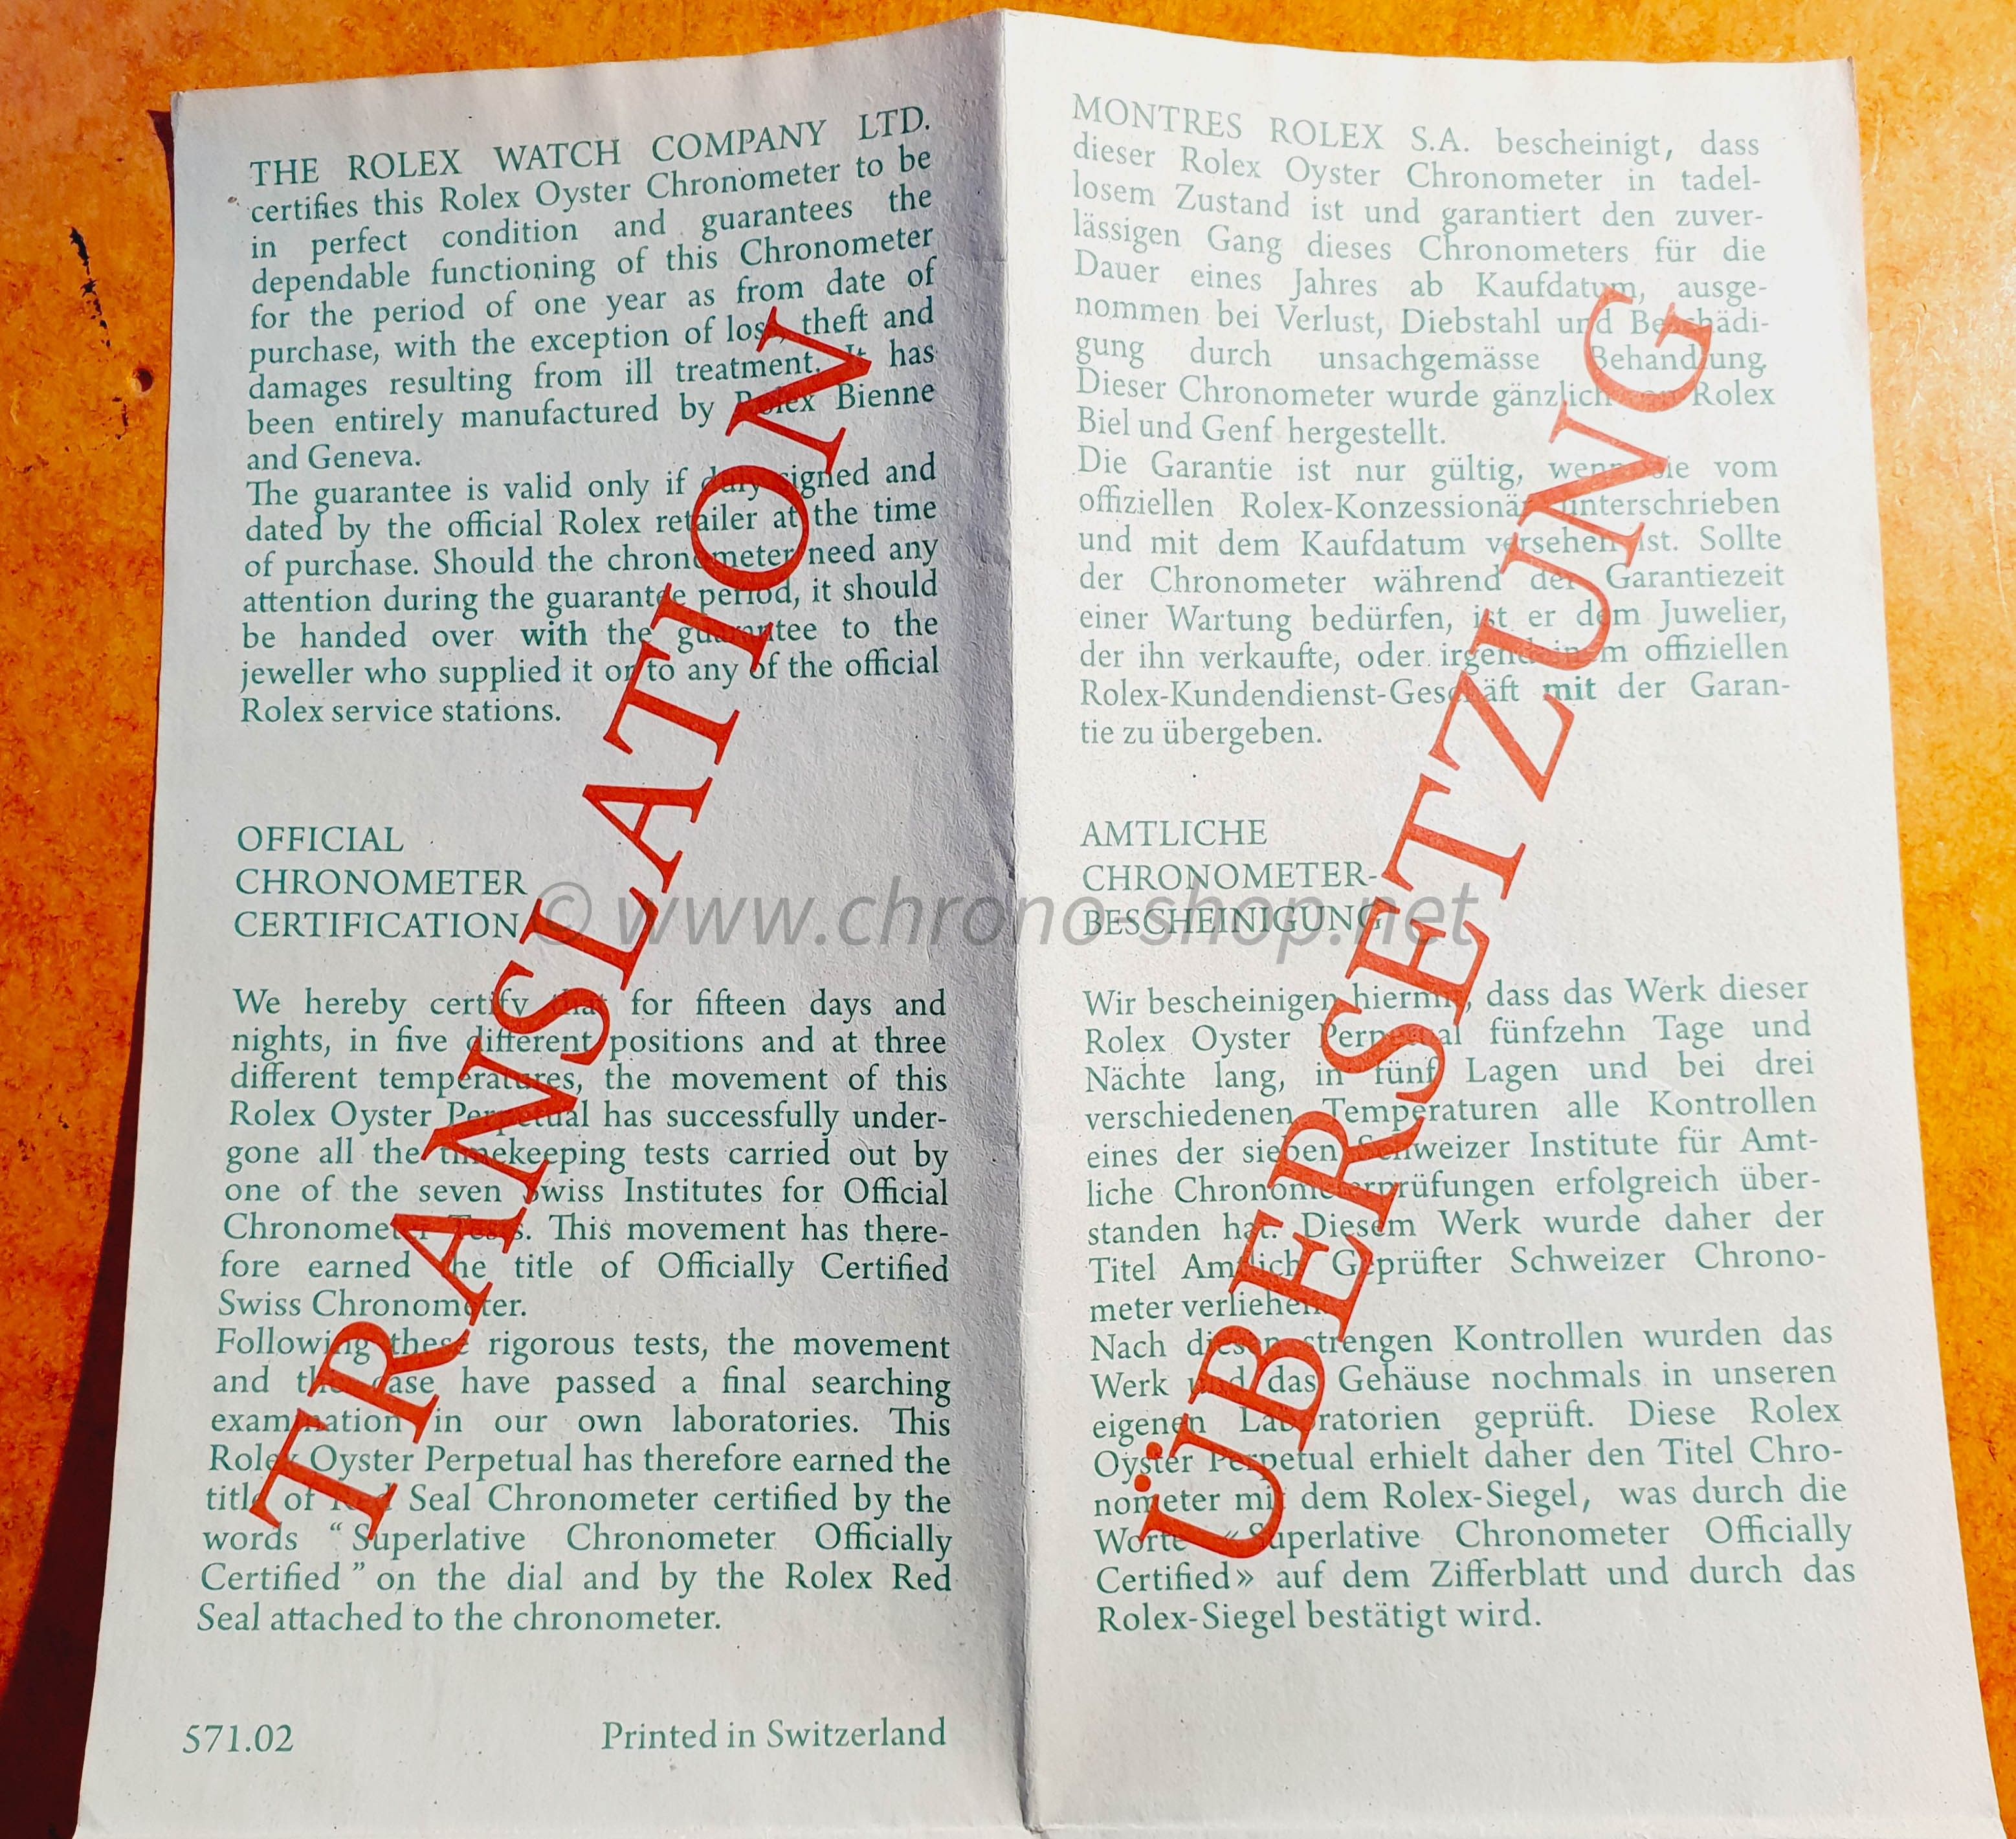 THE ROLEX WATCH COMPANY LTD.
certifies this Rolex Oyster Chronometer to be
in perfect condition and guarantees the
dependable functioning of this Chronometer
for the period of one year as from date of
purchase, with the exception of loss, theft and
damages resulting from ill treatment. It has
been entirely manufactured by Rolex Bienne
and Geneva.
The guarantee is valid only if duly signed and
dated by the official Rolex retailer at the time
of purchase. Should the chronometer need any
attention during the guarantee period, it should
be handed over with the guarantee to the
jeweller who supplied it or to any of the official
Rolex service stations.
OFFICIAL
CHRONOMETER
CERTIFICATION
We hereby certify that for fifteen days and
nights, in five different positions and at three
different temperatures, the movement of this
Rolex Oyster Perpetual has successfully under-
gone all the timekeeping tests carried out by
one of the seven Swiss Institutes for Official
Chronometer Tests. This movement has there-
fore earned the title of Officially Certified
Swiss Chronometer.
Following these rigorous tests, the movement
and the case have passed a final searching
examination in our own laboratories. This
Rolex Oyster Perpetual has therefore earned the
title of Red Seal Chronometer certified by the
words “Superlative Chronometer Officially
Certified” on the dial and by the Rolex Red
Seal attached to the chronometer.
571.02 Printed in Switzerland
TRANSLATION
MONTRES ROLEX S.A. bescheinigt, dass
dieser Rolex Oyster Chronometer in tadel-
losem Zustand ist und garantiert den zuver-
lässigen Gang dieses Chronometers für die
Dauer eines Jahres ab Kaufdatum, ausge-
nommen bei Verlust, Diebstahl und Beschädi-
gung durch unsachgemässe Behandlung.
Dieser Chronometer wurde gänzlich von Rolex
Biel und Genf hergestellt.
Die Garantie ist nur gültig, wenn sie vom
offiziellen Rolex-Konzessionär unterschrieben
und mit dem Kaufdatum versehen ist. Sollte
der Chronometer während der Garantiezeit
einer Wartung bedürfen, ist er dem Juwelier,
der ihn verkaufte, oder irgendeinem offiziellen
Rolex-Kundendienst-Geschäft mit der Garan-
tie zu übergeben.
AMTLICHE
CHRONOMETER-
BESCHEINIGUNG
Wir bescheinigen hiermit, dass das Werk dieser
Rolex Oyster Perpetual fünfzehn Tage und
Nächte lang, in fünf Lagen und bei drei
verschiedenen Temperaturen alle Kontrollen
eines der sieben Schweizer Institute für Amt-
liche Chronometerprüfungen erfolgreich über-
standen hat. Diesem Werk wurde daher der
Titel Amtlich Geprüfter Schweizer Chrono-
meter verliehen.
Nach diesen strengen Kontrollen wurden das
Werk und das Gehäuse nochmals in unseren
eigenen Laboratorien geprüft. Diese Rolex
Oyster Perpetual erhielt daher den Titel Chro-
nometer mit dem Rolex-Siegel, was durch die
Worte «Superlative Chronometer Officially
Certified» auf dem Zifferblatt und durch das
Rolex-Siegel bestätigt wird.
ÜBERSETZUNG
© www.chrono-shop.net